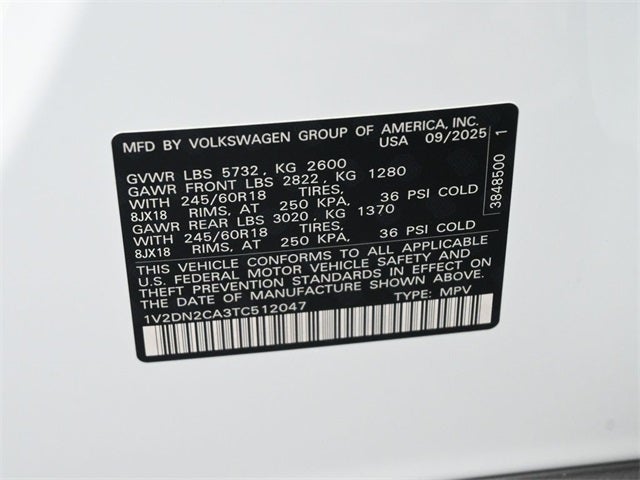 MFD BY VOLKSWAGEN GROUP OF AMERICA, INC.
USA 09/2025
GVWR LBS 5732, KG 2600
GAWR FRONT LBS 2822, KG 1280
WITH 245/60R18 TIRES,
8JX18 RIMS, AT 250 KPA, 36 PSI COLD
GAWR REAR LBS 3020, KG 1370
WITH 245/60R18 TIRES,
8JX18 RIMS, AT 250 KPA, 36 PSI COLD
THIS VEHICLE CONFORMS TO ALL APPLICABLE
U.S. FEDERAL MOTOR VEHICLE SAFETY AND
THEFT PREVENTION STANDARDS IN EFFECT ON
THE DATE OF MANUFACTURE SHOWN ABOVE.
1V2DN2CA3TC512047 TYPE: MPV
3848500 1